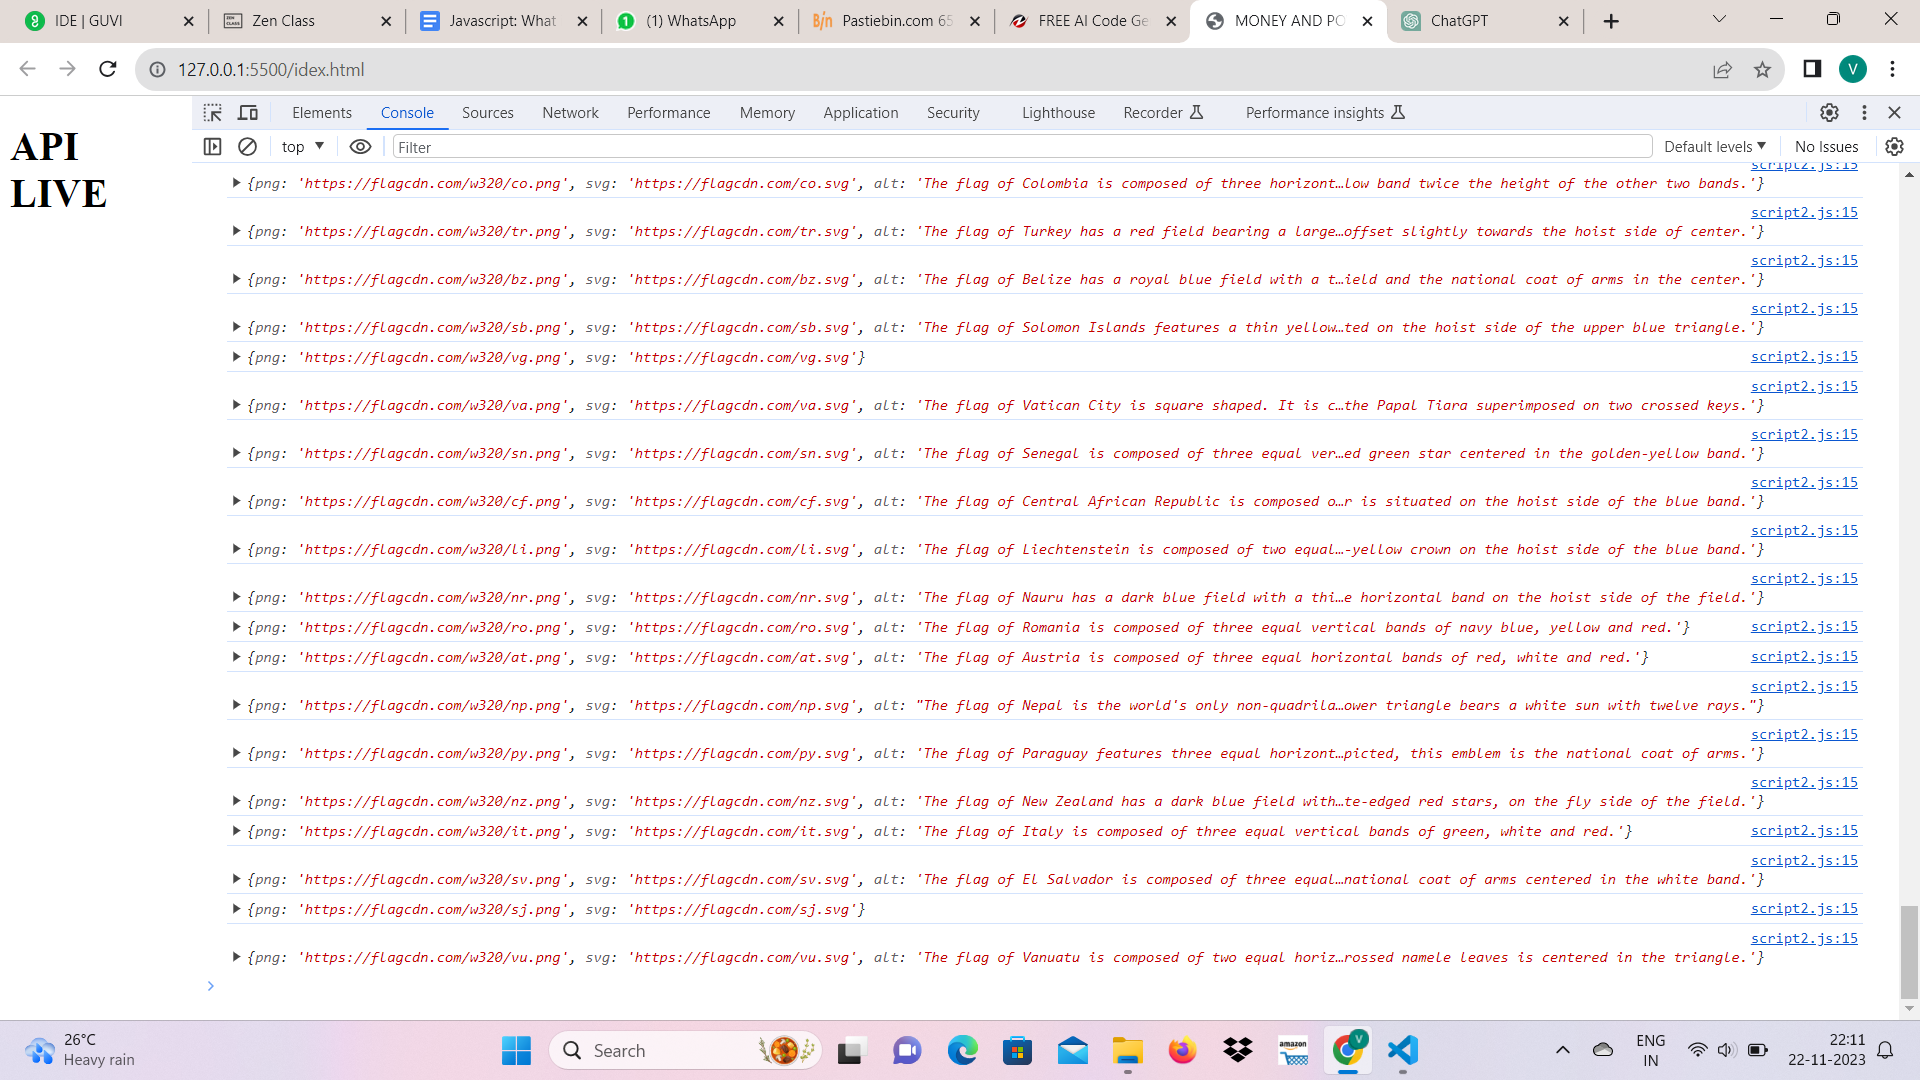 IDE | GUVI
Zen Class
Javascript: What
(1) WhatsApp
Pastiebin.com 65
FREE AI Code Ge
MONEY AND PO
ChatGPT
127.0.0.1:5500/idex.html
V
API
LIVE
Elements Console Sources Network Performance Memory Application Security Lighthouse Recorder Performance insights
top Filter Default levels No Issues
script2.js:15
{png: 'https://flagcdn.com/w320/co.png', svg: 'https://flagcdn.com/co.svg', alt: 'The flag of Colombia is composed of three horizont…low band twice the height of the other two bands.'}
script2.js:15
{png: 'https://flagcdn.com/w320/tr.png', svg: 'https://flagcdn.com/tr.svg', alt: 'The flag of Turkey has a red field bearing a large…offset slightly towards the hoist side of center.'}
script2.js:15
{png: 'https://flagcdn.com/w320/bz.png', svg: 'https://flagcdn.com/bz.svg', alt: 'The flag of Belize has a royal blue field with a t…ield and the national coat of arms in the center.'}
script2.js:15
{png: 'https://flagcdn.com/w320/sb.png', svg: 'https://flagcdn.com/sb.svg', alt: 'The flag of Solomon Islands features a thin yellow…ted on the hoist side of the upper blue triangle.'}
{png: 'https://flagcdn.com/w320/vg.png', svg: 'https://flagcdn.com/vg.svg'} script2.js:15
script2.js:15
{png: 'https://flagcdn.com/w320/va.png', svg: 'https://flagcdn.com/va.svg', alt: 'The flag of Vatican City is square shaped. It is c…the Papal Tiara superimposed on two crossed keys.'}
script2.js:15
{png: 'https://flagcdn.com/w320/sn.png', svg: 'https://flagcdn.com/sn.svg', alt: 'The flag of Senegal is composed of three equal ver…ed green star centered in the golden-yellow band.'}
script2.js:15
{png: 'https://flagcdn.com/w320/cf.png', svg: 'https://flagcdn.com/cf.svg', alt: 'The flag of Central African Republic is composed o…r is situated on the hoist side of the blue band.'}
script2.js:15
{png: 'https://flagcdn.com/w320/li.png', svg: 'https://flagcdn.com/li.svg', alt: 'The flag of Liechtenstein is composed of two equal…-yellow crown on the hoist side of the blue band.'}
script2.js:15
{png: 'https://flagcdn.com/w320/nr.png', svg: 'https://flagcdn.com/nr.svg', alt: 'The flag of Nauru has a dark blue field with a thi…e horizontal band on the hoist side of the field.'}
{png: 'https://flagcdn.com/w320/ro.png', svg: 'https://flagcdn.com/ro.svg', alt: 'The flag of Romania is composed of three equal vertical bands of navy blue, yellow and red.'} script2.js:15
{png: 'https://flagcdn.com/w320/at.png', svg: 'https://flagcdn.com/at.svg', alt: 'The flag of Austria is composed of three equal horizontal bands of red, white and red.'} script2.js:15
script2.js:15
{png: 'https://flagcdn.com/w320/np.png', svg: 'https://flagcdn.com/np.svg', alt: "The flag of Nepal is the world's only non-quadrila…ower triangle bears a white sun with twelve rays."}
script2.js:15
{png: 'https://flagcdn.com/w320/py.png', svg: 'https://flagcdn.com/py.svg', alt: 'The flag of Paraguay features three equal horizont…picted, this emblem is the national coat of arms.'}
script2.js:15
{png: 'https://flagcdn.com/w320/nz.png', svg: 'https://flagcdn.com/nz.svg', alt: 'The flag of New Zealand has a dark blue field with…te-edged red stars, on the fly side of the field.'}
{png: 'https://flagcdn.com/w320/it.png', svg: 'https://flagcdn.com/it.svg', alt: 'The flag of Italy is composed of three equal vertical bands of green, white and red.'} script2.js:15
script2.js:15
{png: 'https://flagcdn.com/w320/sv.png', svg: 'https://flagcdn.com/sv.svg', alt: 'The flag of El Salvador is composed of three equal…national coat of arms centered in the white band.'}
{png: 'https://flagcdn.com/w320/sj.png', svg: 'https://flagcdn.com/sj.svg'} script2.js:15
script2.js:15
{png: 'https://flagcdn.com/w320/vu.png', svg: 'https://flagcdn.com/vu.svg', alt: 'The flag of Vanuatu is composed of two equal horiz…rossed namele leaves is centered in the triangle.'}
26°C
Heavy rain
Search
amazon
V
ENG
IN
22:11
22-11-2023